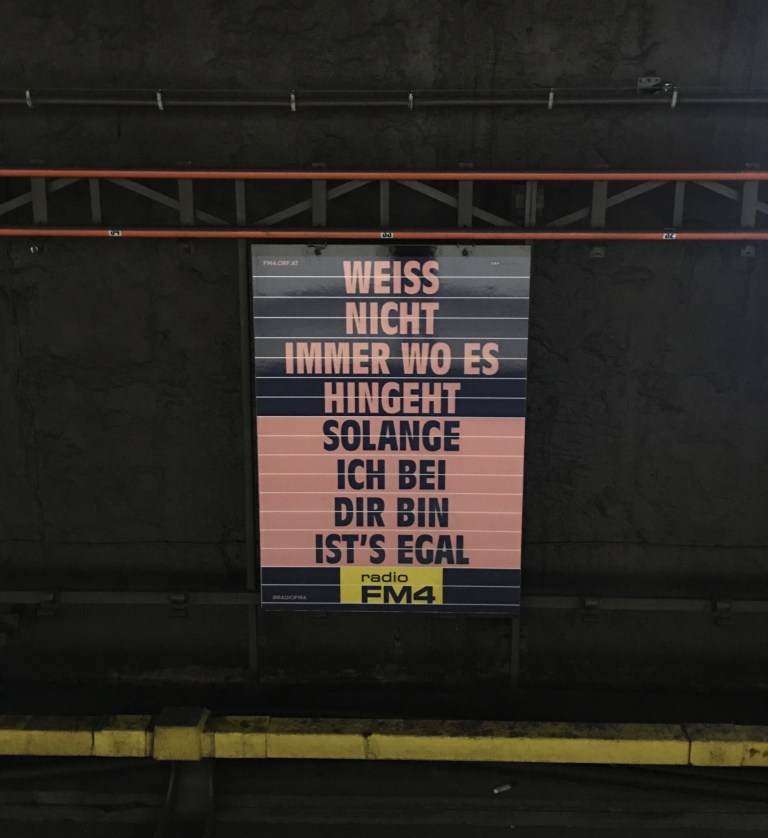 FM4.ORF.AT
WEISS
NICHT
IMMER WO ES
HINGEHT
SOLANGE
ICH BEI
DIR BIN
IST'S EGAL
radio
FM4
@RADIOFM4